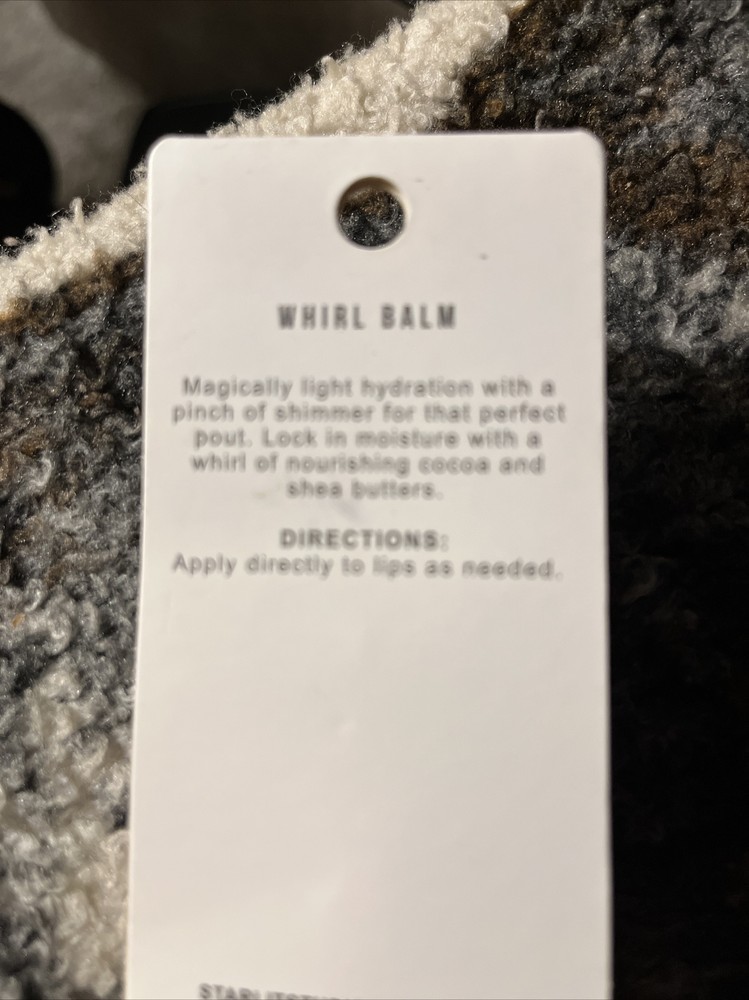 WHIRL BALM
Magically light hydration with a
pinch of shimmer for that perfect
pout. Lock in moisture with a
whirl of nourishing cocoa and
shea butters.
DIRECTIONS:
Apply directly to lips as needed.